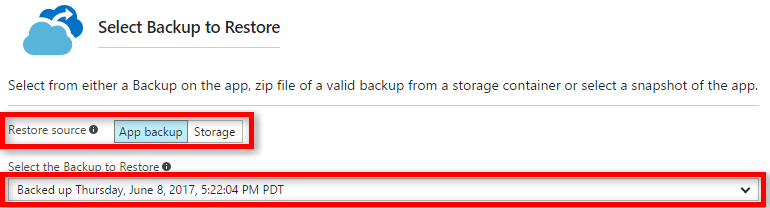 Select Backup to Restore
Select from either a Backup on the app, zip file of a valid backup from a storage container or select a snapshot of the app.
Restore source App backup Storage
Select the Backup to Restore
Backed up Thursday, June 8, 2017, 5:22:04 PM PDT